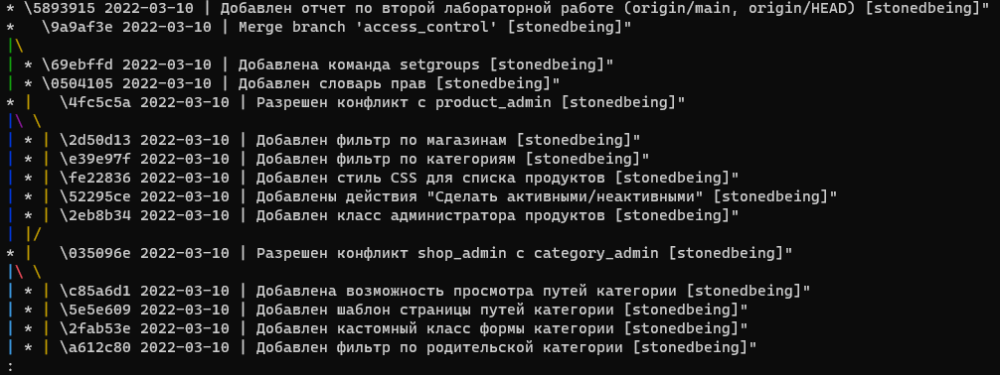 * \5893915 2022-03-10 | Добавлен отчет по второй лабораторной работе (origin/main, origin/HEAD) [stonedbeing]"
*   \9a9af3e 2022-03-10 | Merge branch 'access_control' [stonedbeing]"
|\
| * \69ebffd 2022-03-10 | Добавлена команда setgroups [stonedbeing]"
| * \0504105 2022-03-10 | Добавлен словарь прав [stonedbeing]"
* |   \4fc5c5a 2022-03-10 | Разрешен конфликт с product_admin [stonedbeing]"
|\ \
| * | \2d50d13 2022-03-10 | Добавлен фильтр по магазинам [stonedbeing]"
| * | \e39e97f 2022-03-10 | Добавлен фильтр по категориям [stonedbeing]"
| * | \fe22836 2022-03-10 | Добавлен стиль CSS для списка продуктов [stonedbeing]"
| * | \52295ce 2022-03-10 | Добавлены действия "Сделать активными/неактивными" [stonedbeing]"
| * | \2eb8b34 2022-03-10 | Добавлен класс администратора продуктов [stonedbeing]"
| |/
* |   \035096e 2022-03-10 | Разрешен конфликт shop_admin с category_admin [stonedbeing]"
|\ \
| * | \c85a6d1 2022-03-10 | Добавлена возможность просмотра путей категории [stonedbeing]"
| * | \5e5e609 2022-03-10 | Добавлен шаблон страницы путей категории [stonedbeing]"
| * | \2fab53e 2022-03-10 | Добавлен кастомный класс формы категории [stonedbeing]"
| * | \a612c80 2022-03-10 | Добавлен фильтр по родительской категории [stonedbeing]"
: